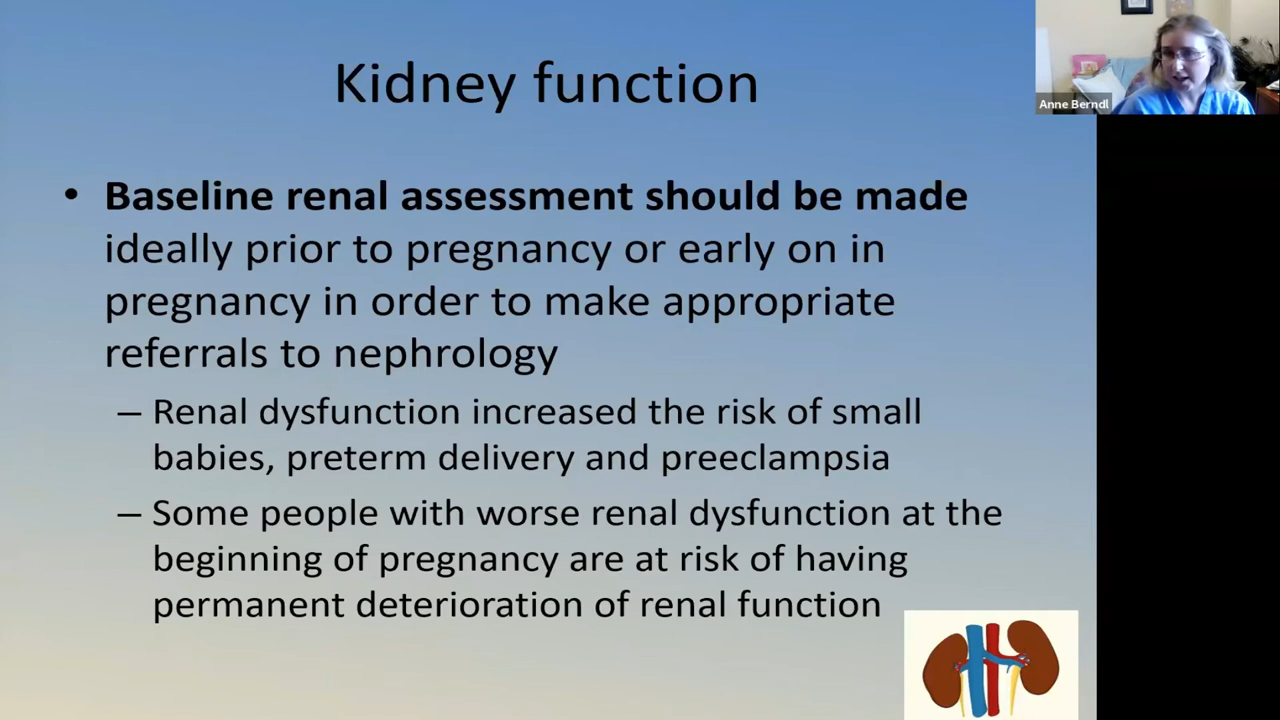 Kidney function
Anne Berndl
• Baseline renal assessment should be made
ideally prior to pregnancy or early on in
pregnancy in order to make appropriate
referrals to nephrology
– Renal dysfunction increased the risk of small
babies, preterm delivery and preeclampsia
– Some people with worse renal dysfunction at the
beginning of pregnancy are at risk of having
permanent deterioration of renal function